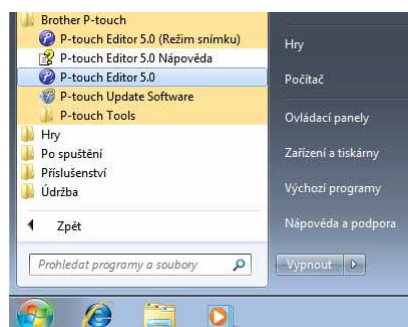 Brother P-touch
P-touch Editor 5.0 (Režim snímku)
P-touch Editor 5.0 Nápověda
P-touch Editor 5.0
P-touch Update Software
P-touch Tools
Hry
Po spuštění
Příslušenství
Údržba
Zpět
Prohledat programy a soubory
Hry
Počítač
Ovládací panely
Zařízení a tiskárny
Výchozí programy
Nápověda a podpora
Vypnout